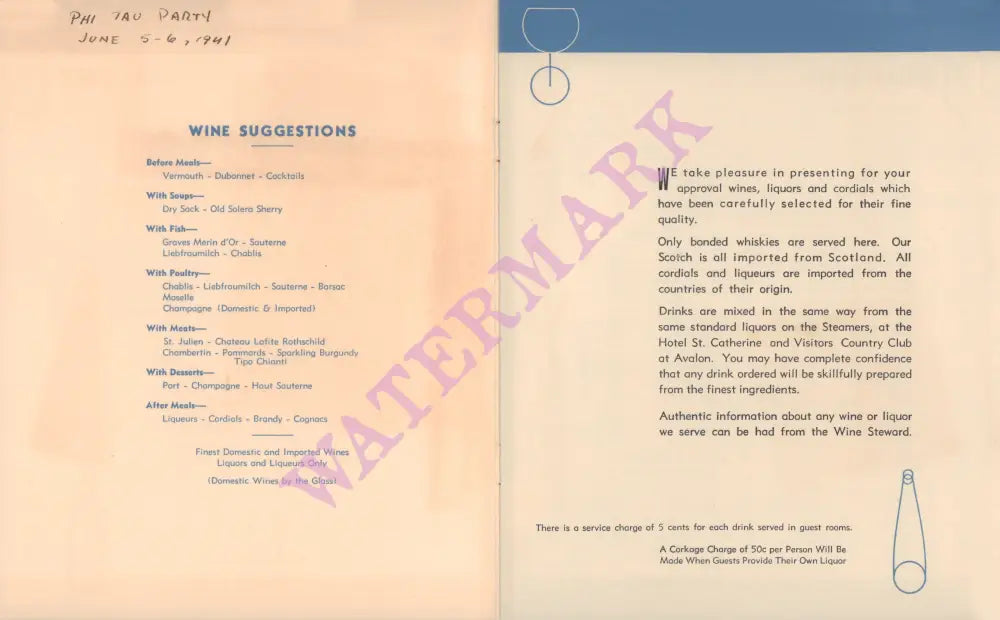 PHI TAU PARTY
JUNE 5-6, 1941
WINE SUGGESTIONS
Before Meals—
Vermouth - Dubonnet - Cocktails
With Soups—
Dry Sack - Old Solera Sherry
With Fish—
Graves Merin d'Or - Sauterne
Liebfraumilch - Chablis
With Poultry—
Chablis - Liebfraumilch - Sauterne - Barsac
Moselle
Champagne (Domestic & Imported)
With Meats—
St. Julien - Chateau Lafite Rothschild
Chambertin - Pommards - Sparkling Burgundy
Tipo Chianti
With Desserts—
Port - Champagne - Haut Sauterne
After Meals—
Liqueurs - Cordials - Brandy - Cognacs
Finest Domestic and Imported Wines
Liquors and Liqueurs Only
(Domestic Wines by the Glass)
WE take pleasure in presenting for your
approval wines, liquors and cordials which
have been carefully selected for their fine
quality.
Only bonded whiskies are served here. Our
Scotch is all imported from Scotland. All
cordials and liqueurs are imported from the
countries of their origin.
Drinks are mixed in the same way from the
same standard liquors on the Steamers, at the
Hotel St. Catherine and Visitors Country Club
at Avalon. You may have complete confidence
that any drink ordered will be skillfully prepared
from the finest ingredients.
Authentic information about any wine or liquor
we serve can be had from the Wine Steward.
There is a service charge of 5 cents for each drink served in guest rooms.
A Corkage Charge of 50c per Person Will Be
Made When Guests Provide Their Own Liquor
WATERMARK